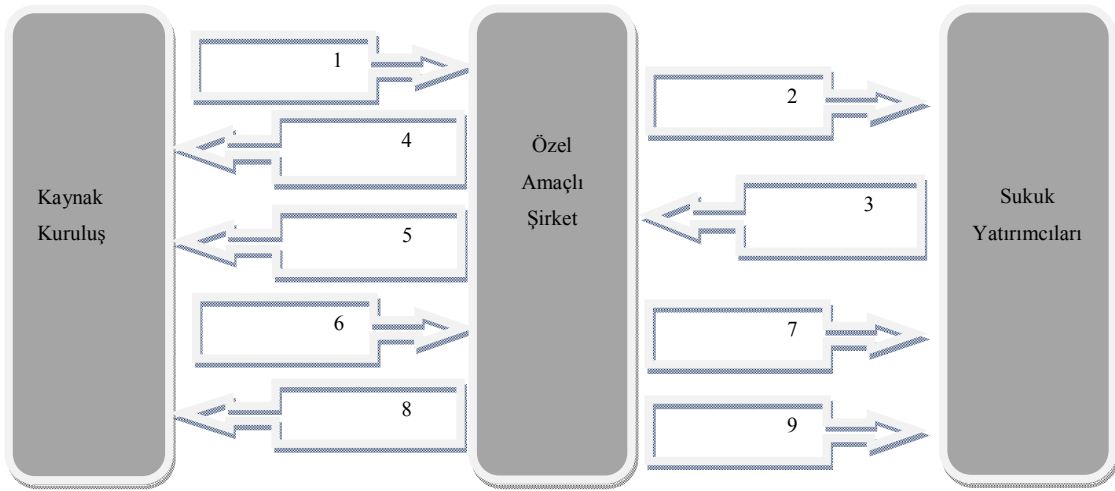 Kaynak
Kuruluş
1
4
5
6
8
Özel
Amaçlı
Şirket
2
3
7
9
Sukuk
Yatırımcıları